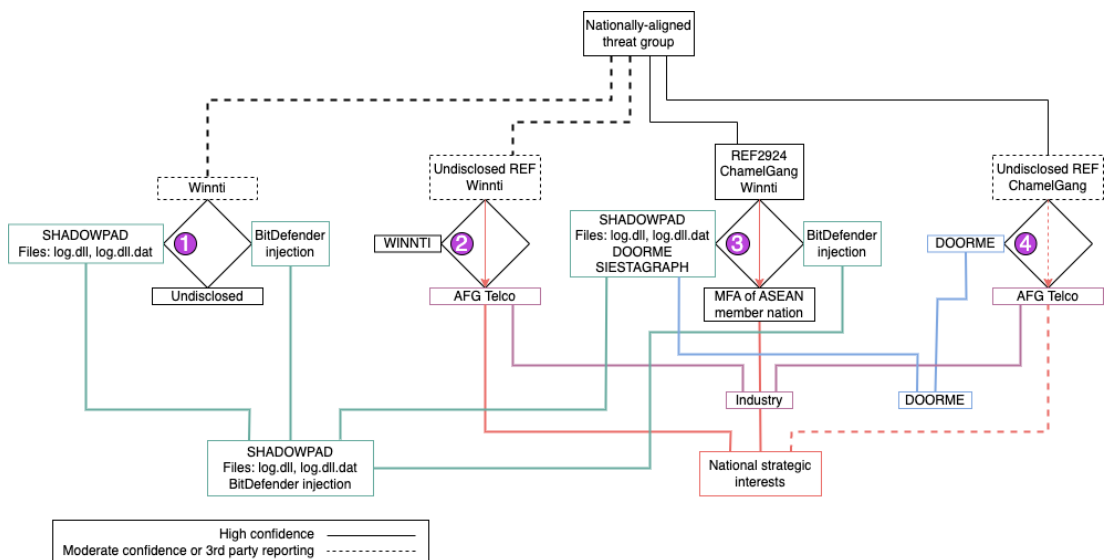 Nationally-aligned
threat group
Winnti
Undisclosed REF
Winnti
REF2924
ChamelGang
Winnti
Undisclosed REF
ChamelGang
SHADOWPAD
Files: log.dll, log.dll.dat
1
BitDefender
injection
Undisclosed
WINNTI
2
AFG Telco
SHADOWPAD
Files: log.dll, log.dll.dat
DOORME
SIESTAGRAPH
3
BitDefender
injection
MFA of ASEAN
member nation
DOORME
4
AFG Telco
Industry
DOORME
SHADOWPAD
Files: log.dll, log.dll.dat
BitDefender injection
National strategic
interests
High confidence
Moderate confidence or 3rd party reporting